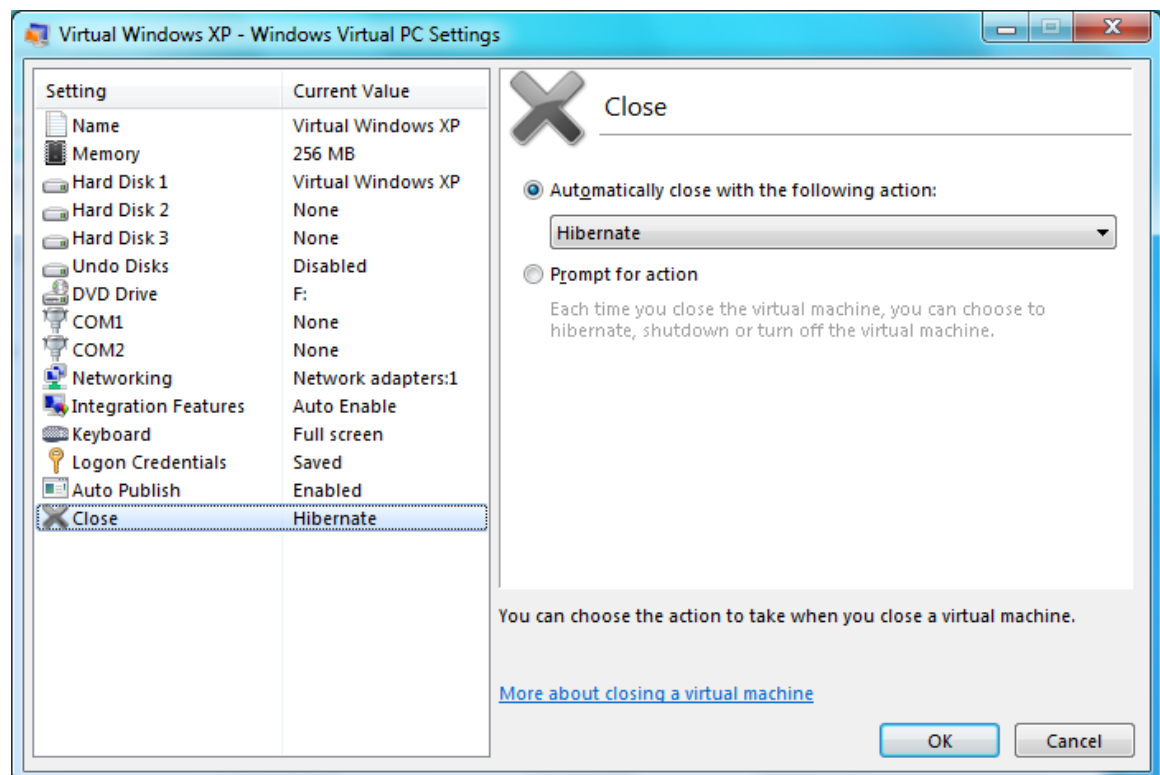 Virtual Windows XP - Windows Virtual PC Settings
Setting Current Value
Name Virtual Windows XP
Memory 256 MB
Hard Disk 1 Virtual Windows XP
Hard Disk 2 None
Hard Disk 3 None
Undo Disks Disabled
DVD Drive F:
COM1 None
COM2 None
Networking Network adapters:1
Integration Features Auto Enable
Keyboard Full screen
Logon Credentials Saved
Auto Publish Enabled
Close Hibernate
Close
Automatically close with the following action:
Hibernate
Prompt for action
Each time you close the virtual machine, you can choose to
hibernate, shutdown or turn off the virtual machine.
You can choose the action to take when you close a virtual machine.
More about closing a virtual machine
OK Cancel